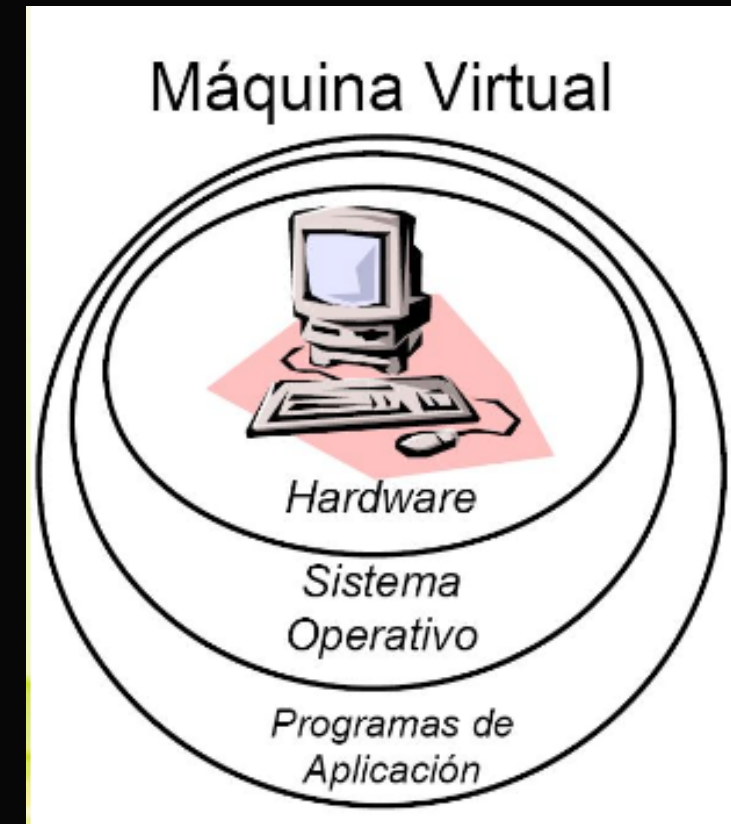 Máquina Virtual
Hardware
Sistema
Operativo
Programas de
Aplicación